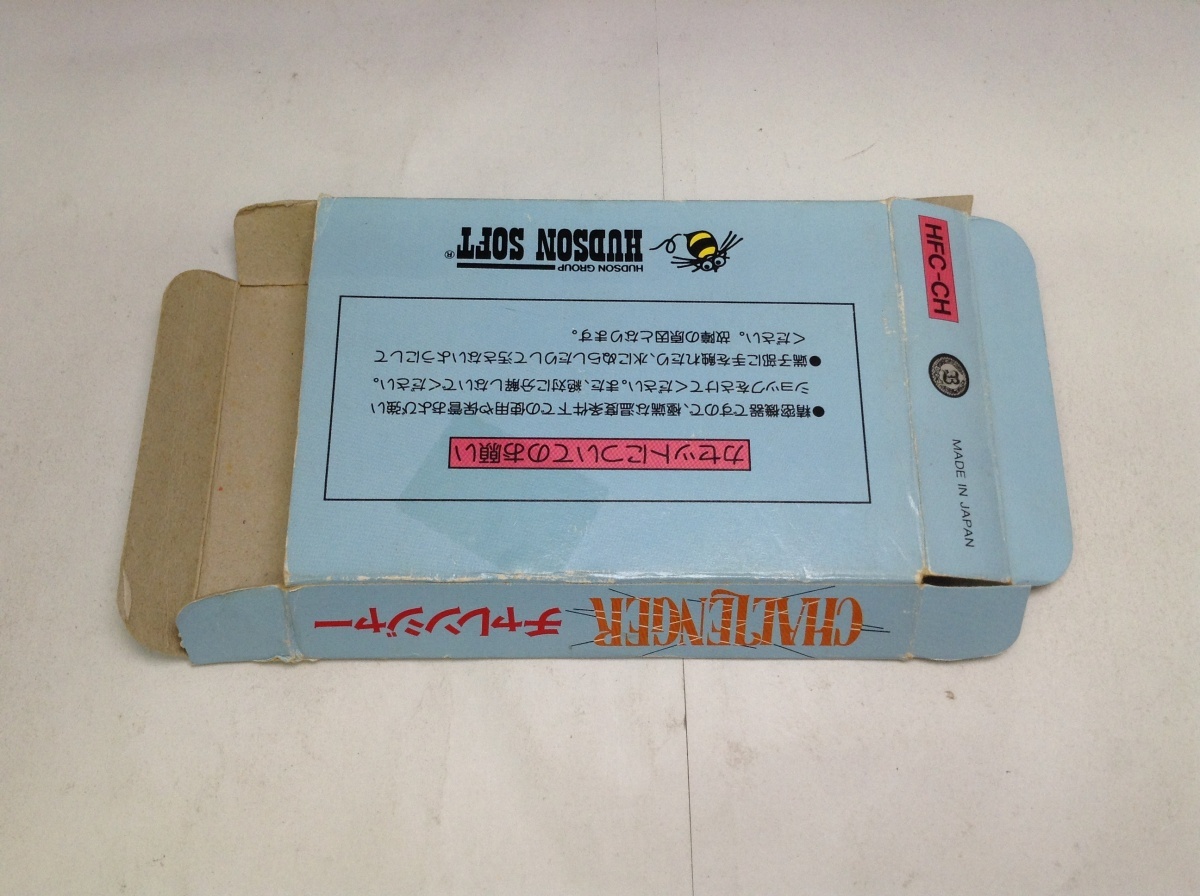 CHALLENGER チャレンジャー
カセットについてのお願い
●精密機器ですので、極端な温度条件下での使用や保管および強い
ショックをさけてください。また、絶対に分解しないでください。
●端子部に手を触れたり、水にぬらしたりして汚さないようにして
ください。故障の原因となります。
HUDSON GROUP
HUDSON SOFT®
HFC-CH
MADE IN JAPAN